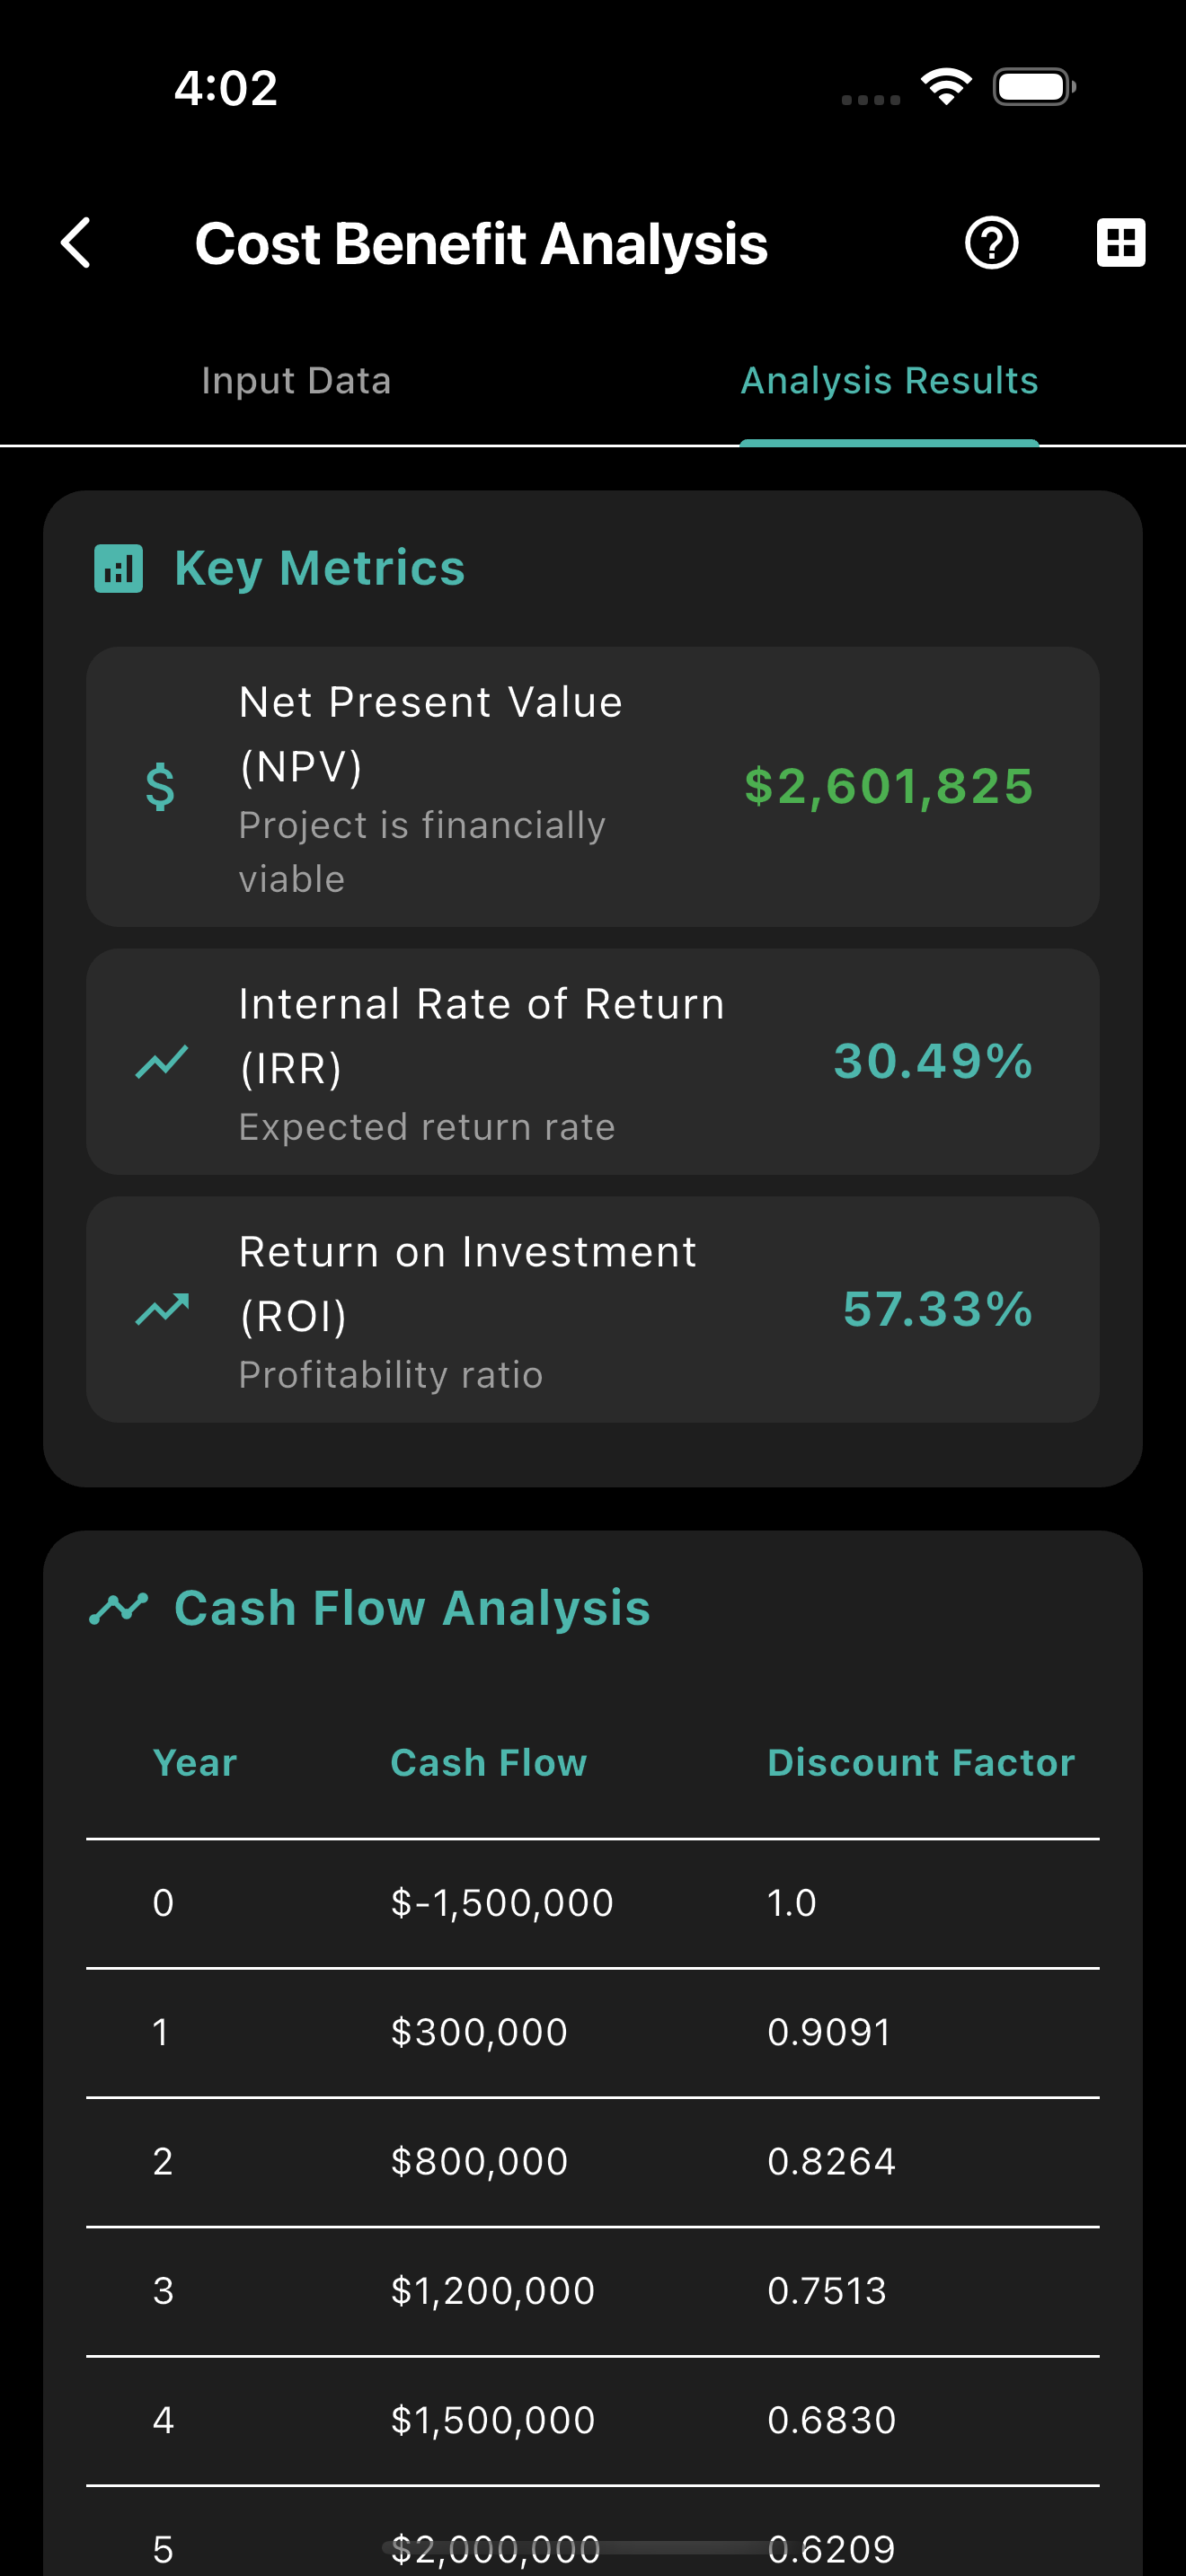 4:02
Cost Benefit Analysis
Input Data
Analysis Results
Key Metrics
Net Present Value
(NPV)
Project is financially
viable
$2,601,825
Internal Rate of Return
(IRR)
Expected return rate
30.49%
Return on Investment
(ROI)
Profitability ratio
57.33%
Cash Flow Analysis
Year Cash Flow Discount Factor
0 $-1,500,000 1.0
1 $300,000 0.9091
2 $800,000 0.8264
3 $1,200,000 0.7513
4 $1,500,000 0.6830
5 $2,000,000 0.6209